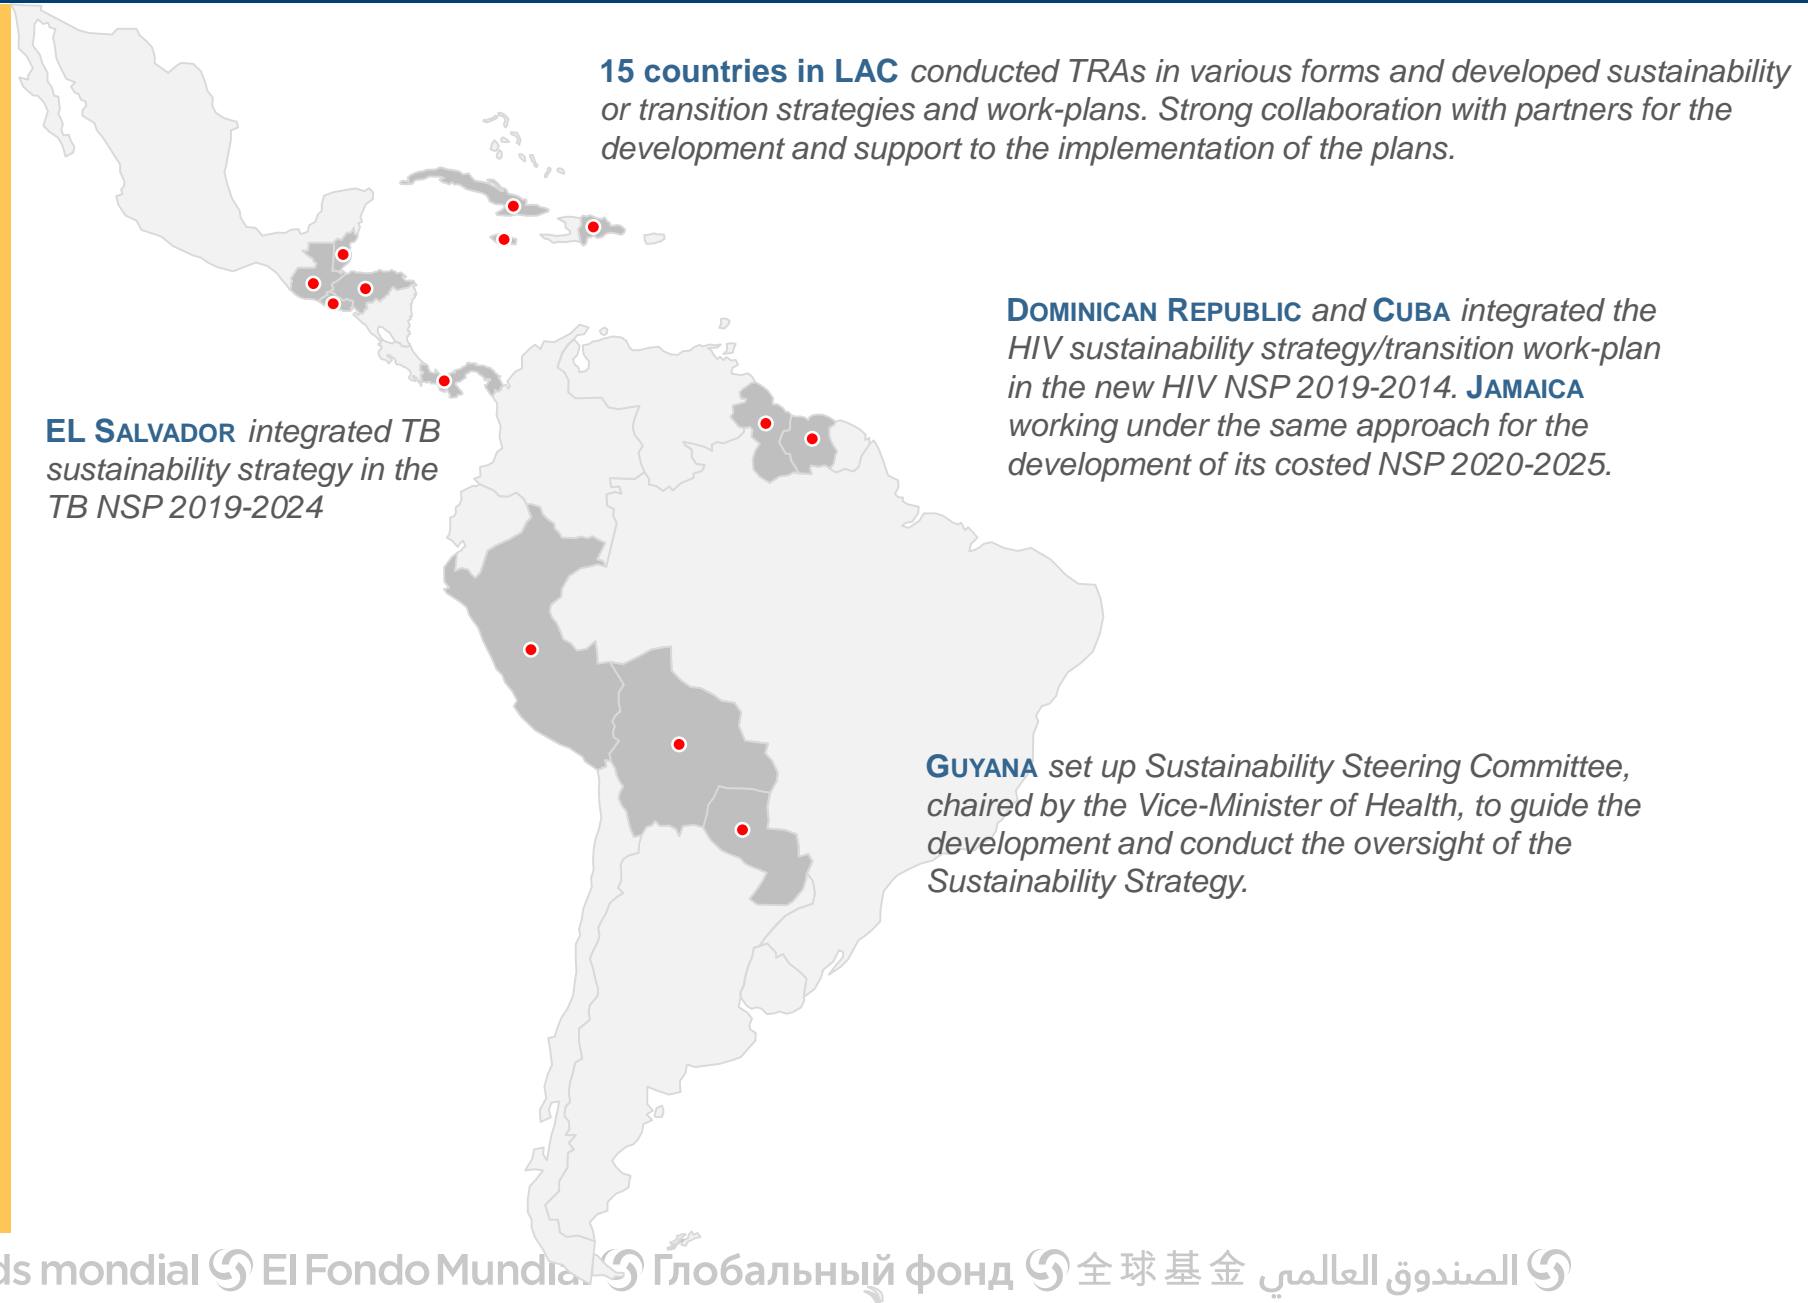 15 countries in LAC conducted TRAs in various forms and developed sustainability
or transition strategies and work-plans. Strong collaboration with partners for the
development and support to the implementation of the plans.
DOMINICAN REPUBLIC and CUBA integrated the
HIV sustainability strategy/transition work-plan
in the new HIV NSP 2019-2014. JAMAICA
working under the same approach for the
development of its costed NSP 2020-2025.
EL SALVADOR integrated TB
sustainability strategy in the
TB NSP 2019-2024
GUYANA set up Sustainability Steering Committee,
chaired by the Vice-Minister of Health, to guide the
development and conduct the oversight of the
Sustainability Strategy.
ds mondial El Fondo Mundial Глобальный фонд 全球基金 الصندوق العالمي